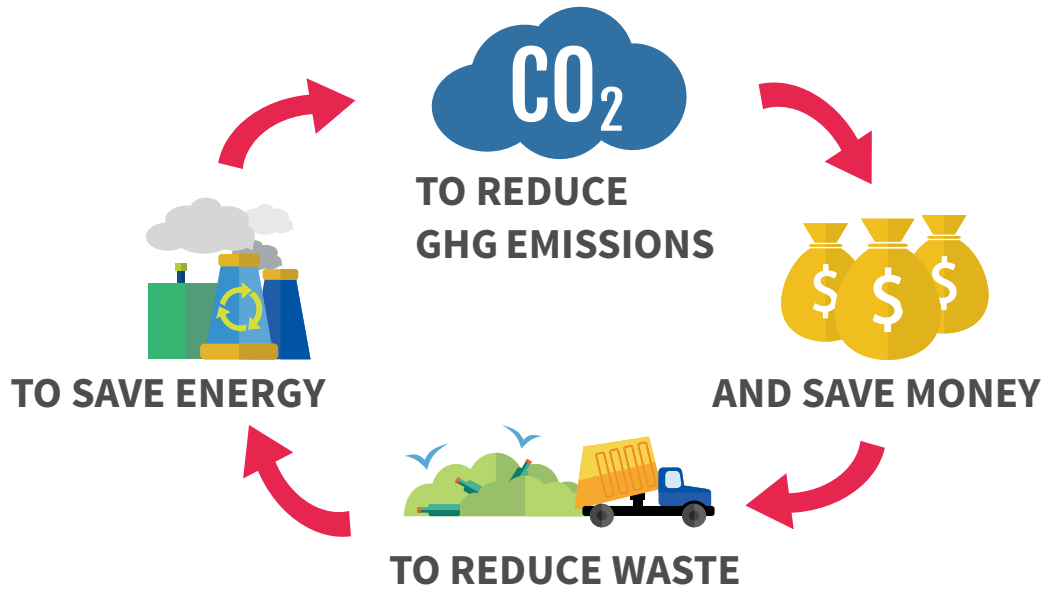 CO₂
TO REDUCE
GHG EMISSIONS
$ $ $
TO SAVE ENERGY
AND SAVE MONEY
TO REDUCE WASTE